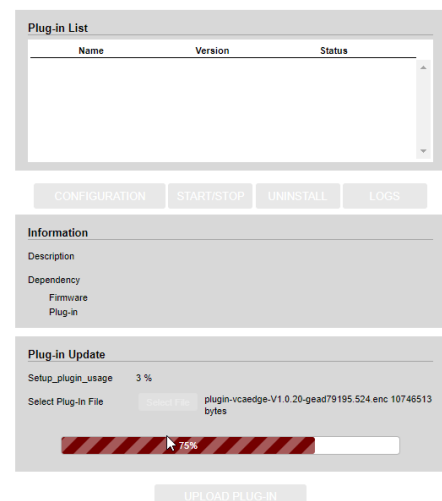 Plug-in List
Name Version Status
CONFIGURATION START/STOP UNINSTALL LOGS
Information
Description
Dependency
Firmware
Plug-in
Plug-in Update
Setup_plugin_usage 3 %
Select Plug-In File Select File plugin-vcaedge-V1.0.20-gead79195.524.enc 10746513
bytes
75%
UPLOAD PLUG-IN